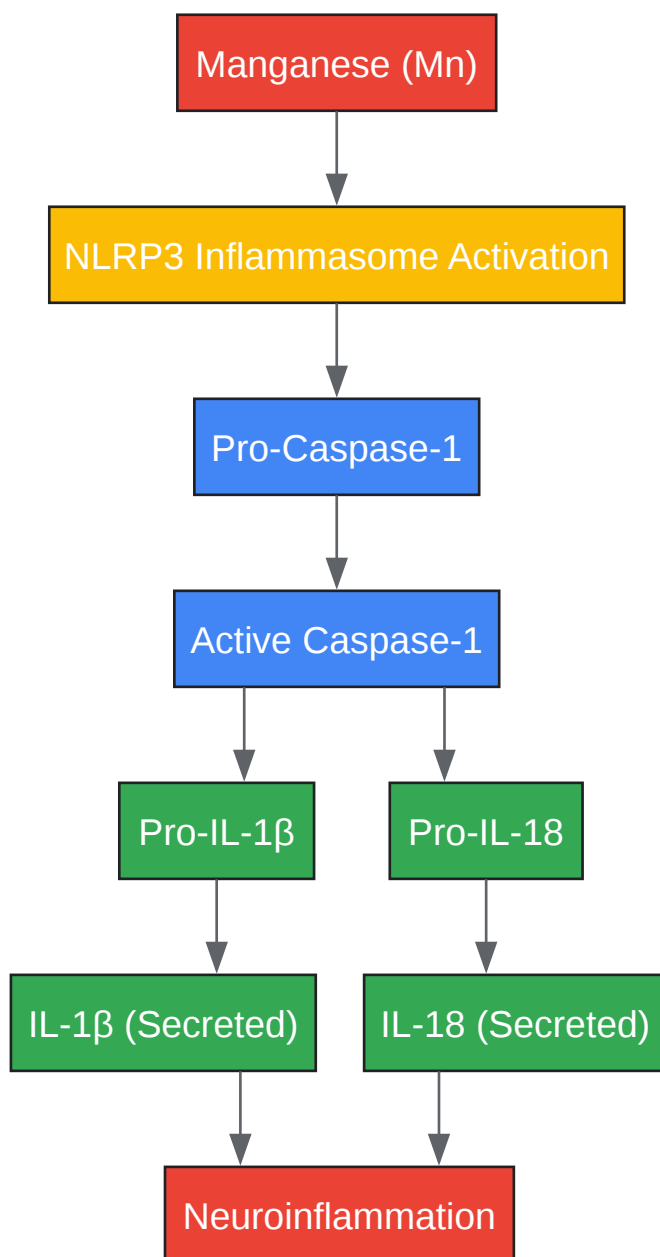 Manganese (Mn)
NLRP3 Inflammasome Activation
Pro-Caspase-1
Active Caspase-1
Pro-IL-1β
Pro-IL-18
IL-1β (Secreted)
IL-18 (Secreted)
Neuroinflammation